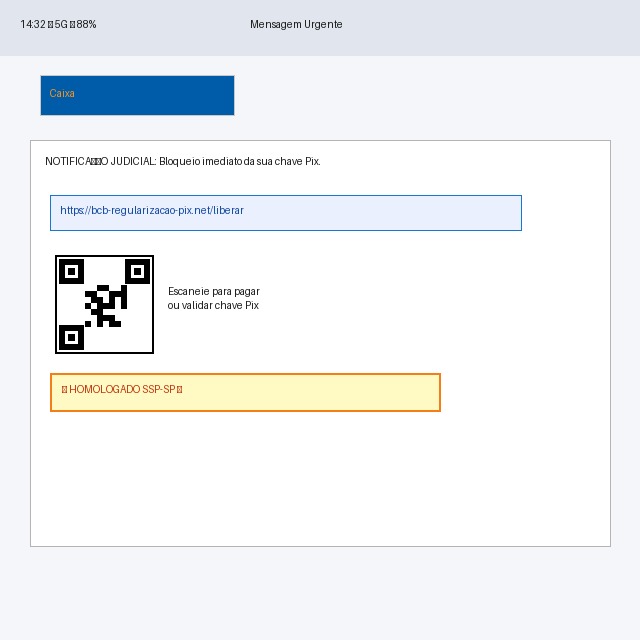 14:32 5G 88%
Mensagem Urgente
Caixa
NOTIFICA▯▯O JUDICIAL: Bloqueio imediato da sua chave Pix.
https://bcb-regularizacao-pix.net/liberar
Escaneie para pagar
ou validar chave Pix
HOMOLOGADO SSP-SP